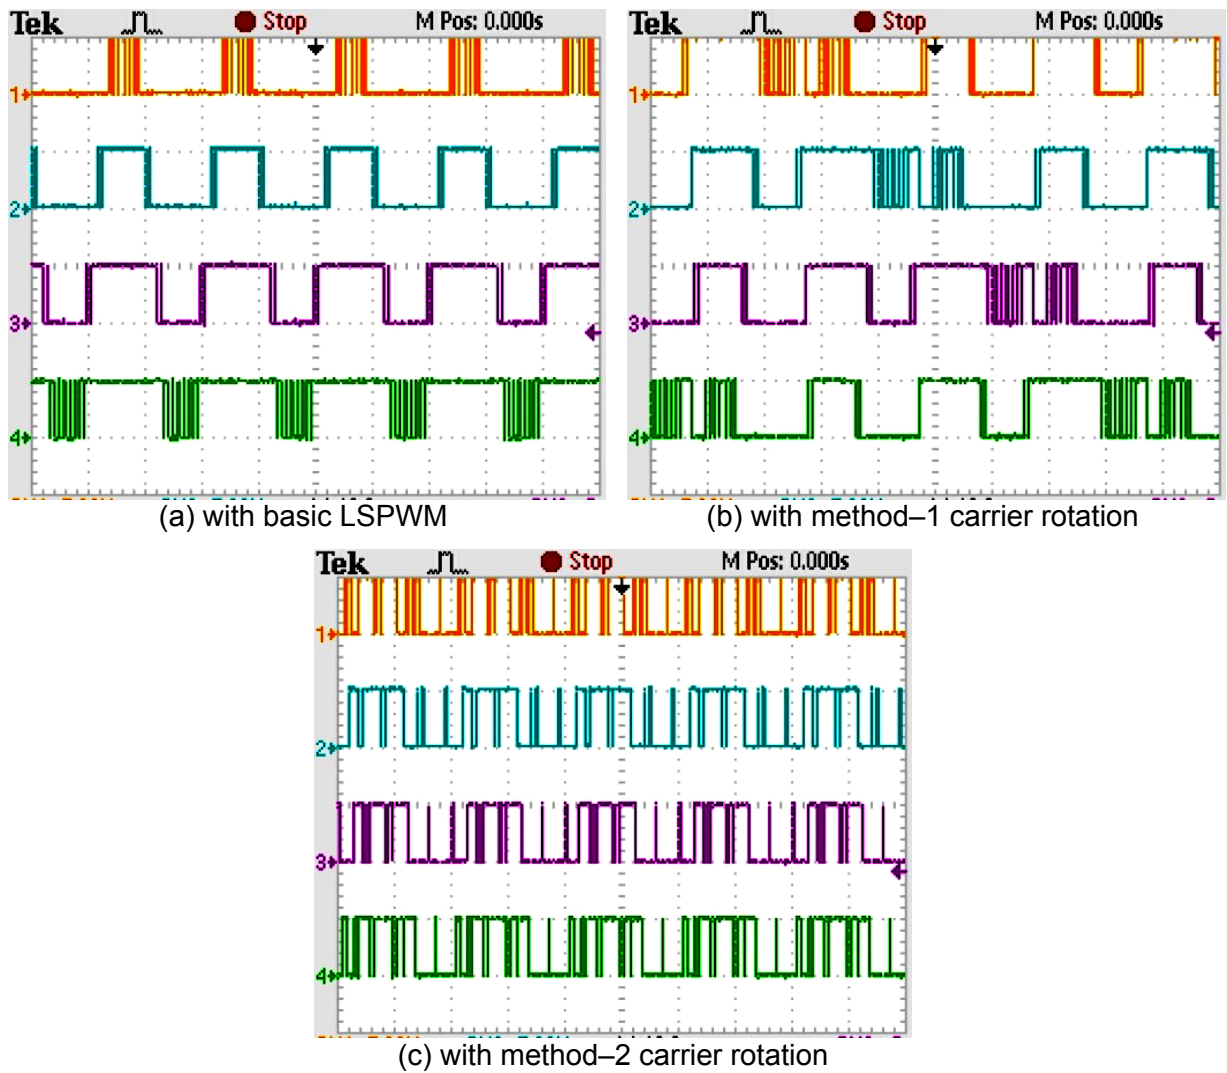 Tek Stop M Pos: 0.000s
1
2
3
4
(a) with basic LSPWM
Tek Stop M Pos: 0.000s
1
2
3
4
(b) with method–1 carrier rotation
Tek Stop M Pos: 0.000s
1
2
3
4
(c) with method–2 carrier rotation